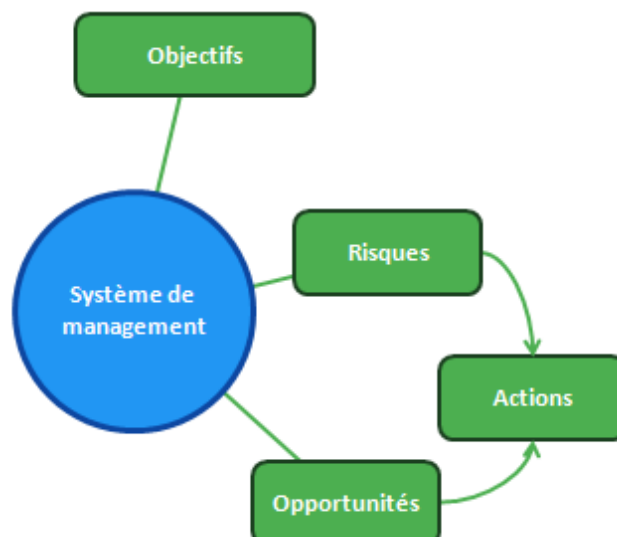 Objectifs
Risques
Système de
management
Actions
Opportunités